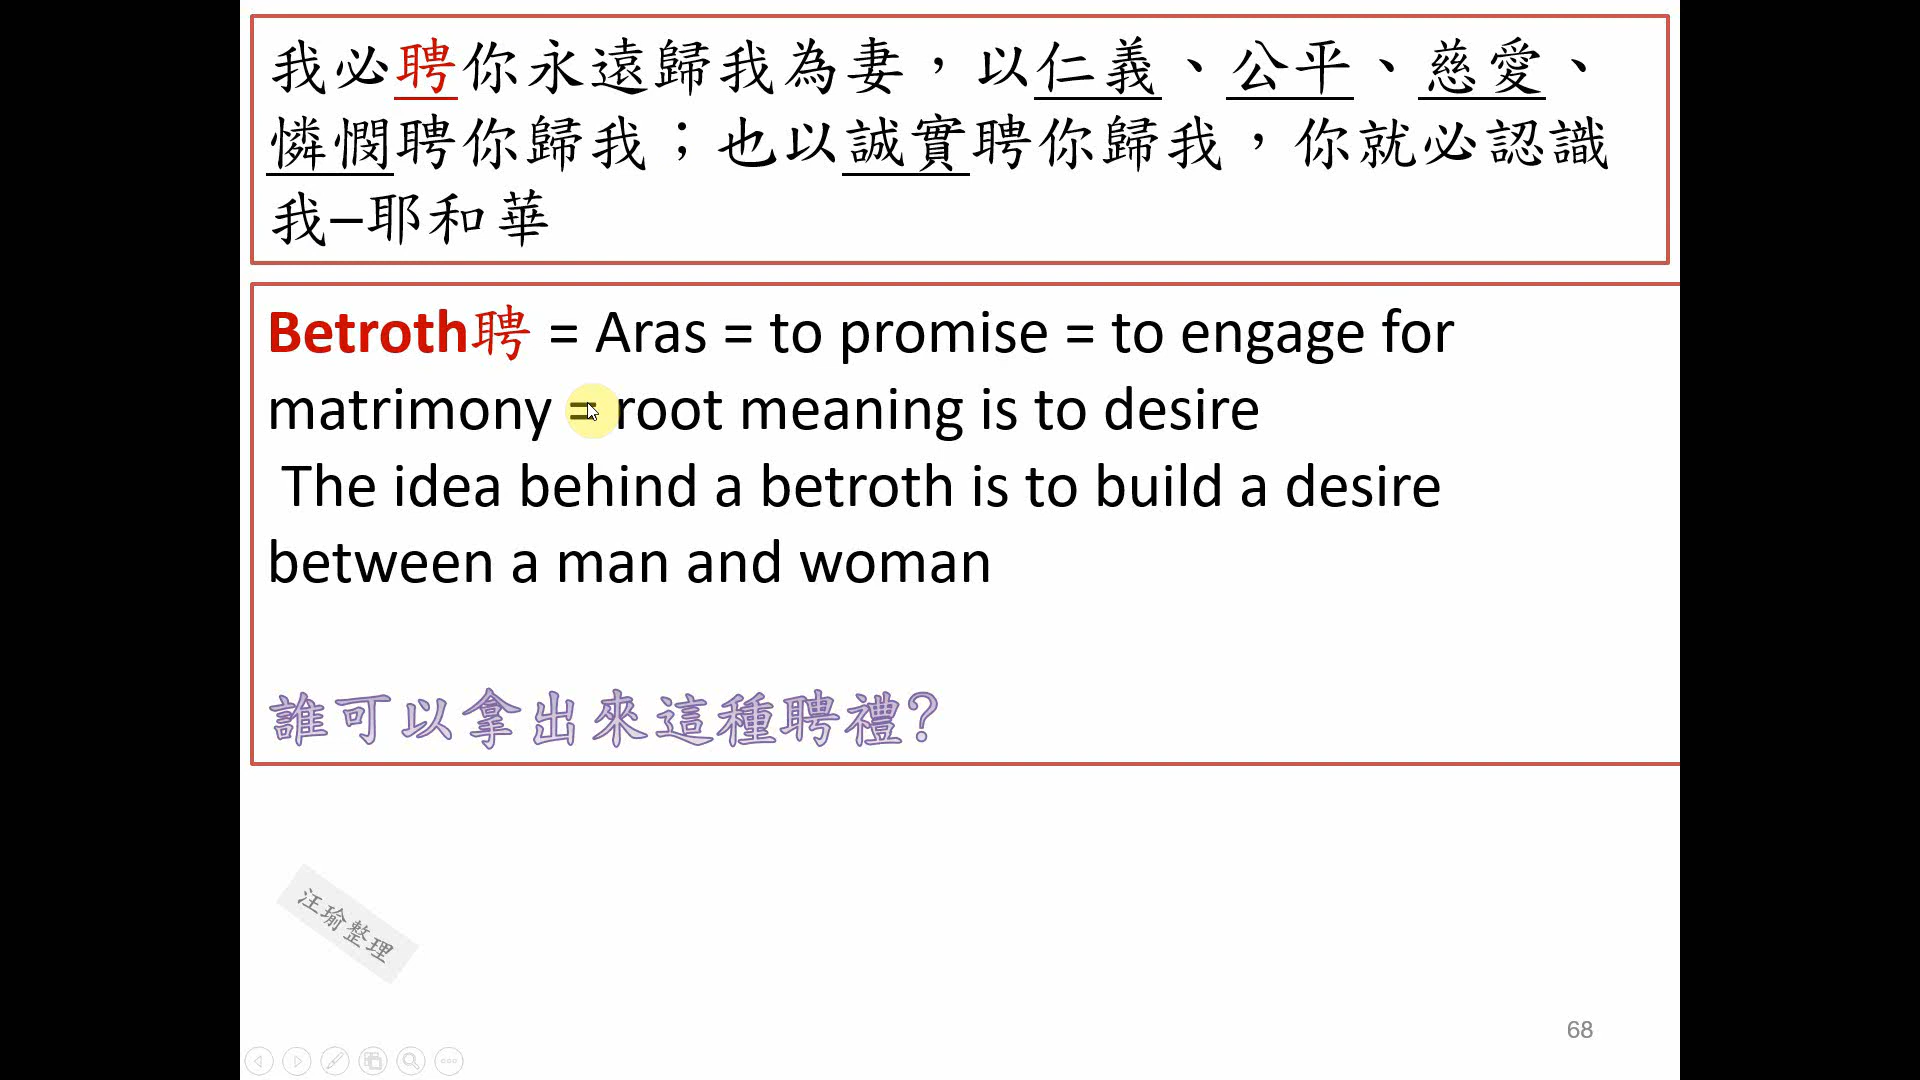 我必聘你永遠歸我為妻，以仁義、公平、慈愛、
憐憫聘你歸我；也以誠實聘你歸我，你就必認識
我–耶和華
Betroth聘 = Aras = to promise = to engage for
matrimony = root meaning is to desire
The idea behind a betroth is to build a desire
between a man and woman
誰可以拿出來這種聘禮?
汪瑜整理
68